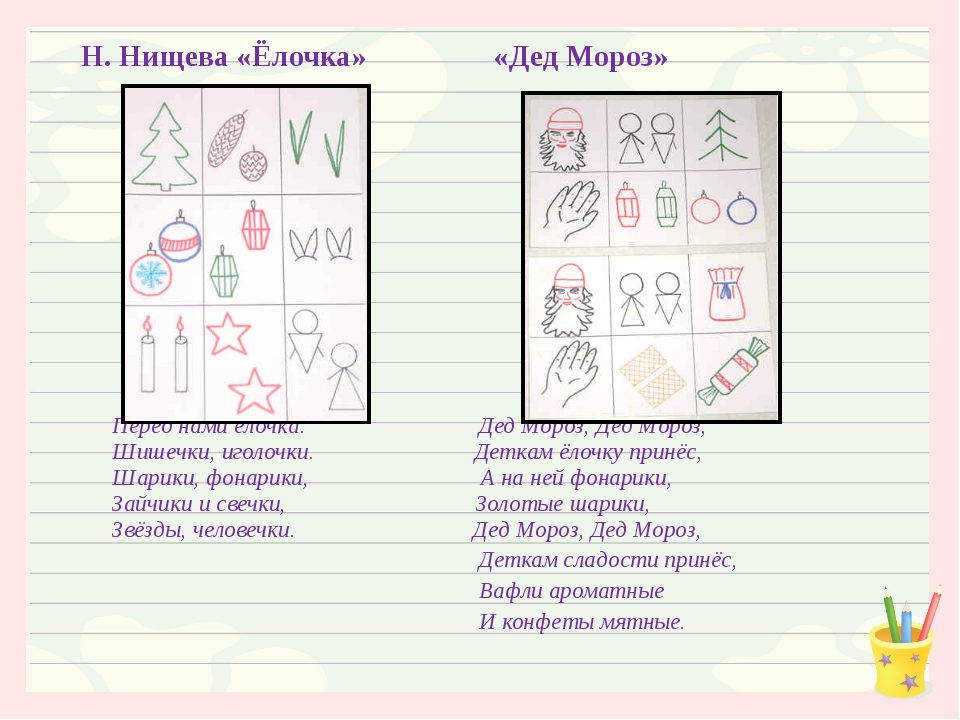 Н. Нищева «Ёлочка»
Перед нами ёлочка.
Шишечки, иголочки.
Шарики, фонарики,
Зайчики и свечки,
Звёзды, человечки.
«Дед Мороз»
Дед Мороз, Дед Мороз,
Деткам ёлочку принёс,
А на ней фонарики,
Золотые шарики,
Дед Мороз, Дед Мороз,
Деткам сладости принёс,
Вафли ароматные
И конфеты мятные.